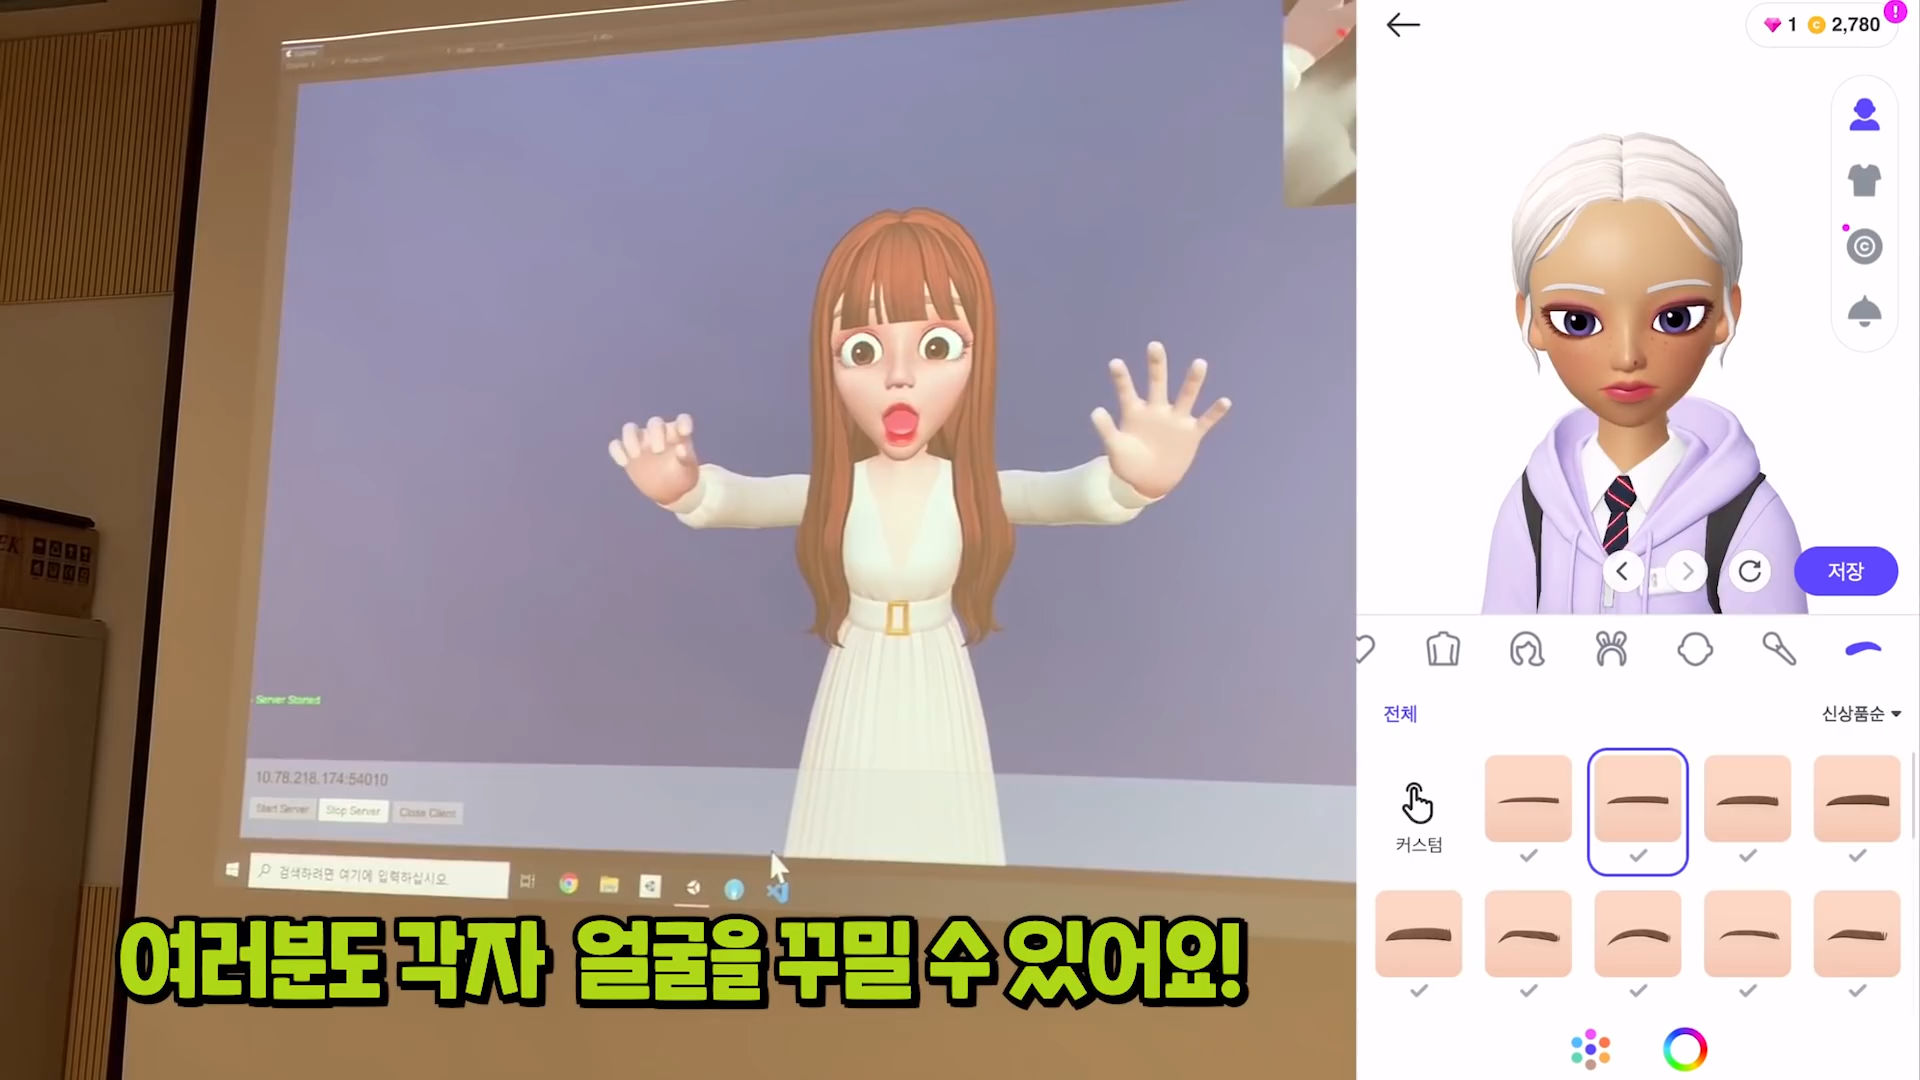 1 2,780
저장
전체
신상품순
커스텀
Server Started
10.78.218.174:54010
Start Server Stop Server Close Client
검색하려면 여기에 입력하십시오.
여러분도 각자 얼굴을 꾸밀 수 있어요!